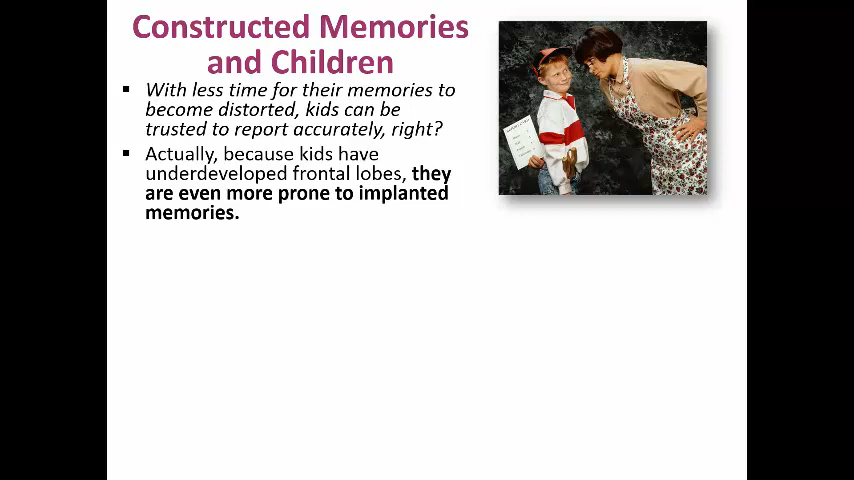 Constructed Memories
and Children
▪ With less time for their memories to
become distorted, kids can be
trusted to report accurately, right?
▪ Actually, because kids have
underdeveloped frontal lobes, they
are even more prone to implanted
memories.